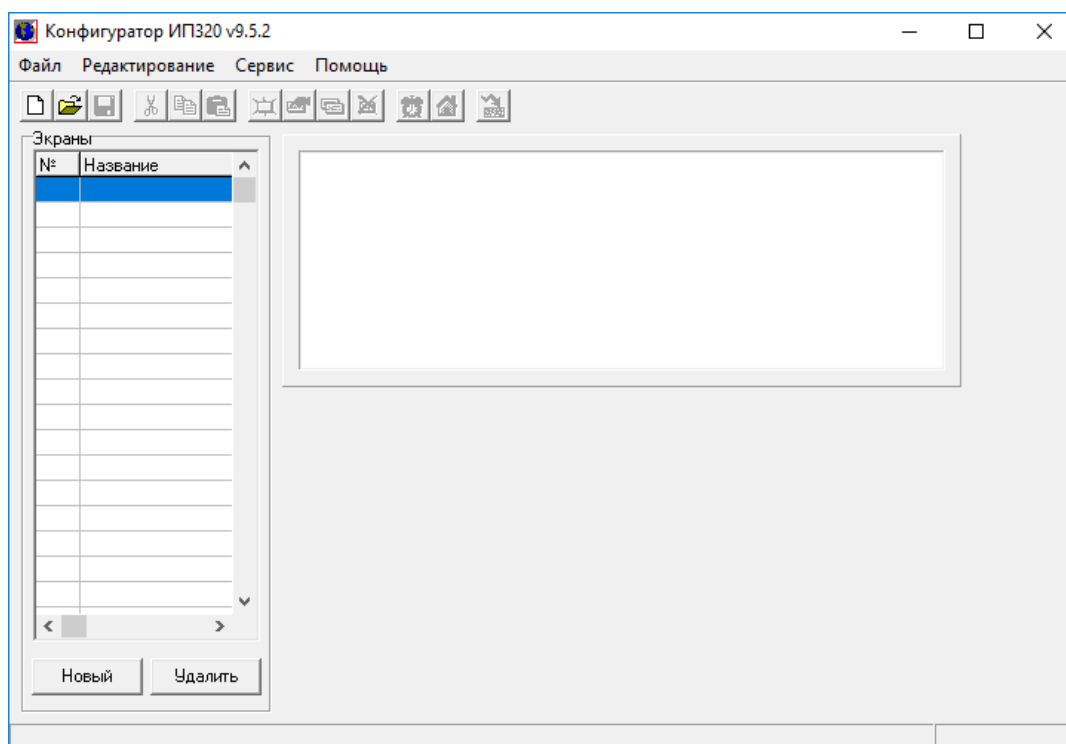 Конфигуратор ИП320 v9.5.2
Файл Редактирование Сервис Помощь
Экраны
№ Название
Новый Удалить